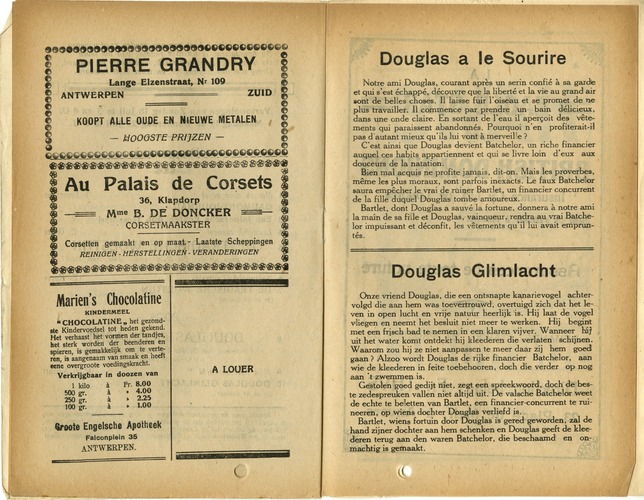 PIERRE GRANDRY
Lange Elzenstraat, Nr 109
ANTWERPEN ZUID
KOOPT ALLE OUDE EN NIEUWE METALEN
— HOOGSTE PRIJZEN —
Au Palais de Corsets
36, Klapdorp
Mme B. DE DONCKER
CORSETMAAKSTER
Corsetten gemaakt en op maat. - Laatste Scheppingen
REINIGEN - HERSTELLINGEN - VERANDERINGEN
Marien's Chocolatine
KINDERMEEL
"CHOCOLATINE„ het gezond-
ste Kindervoedsel tot heden gekend.
Het verhaast het vormen der tandjes,
het sterk worden der beenderen en
spieren, is gemakkelijk om te verte-
ren, is aangenaam van smaak en heeft
eene overgroote voedingskracht.
Verkrijgbaar in doozen van
1 kilo à Fr. 8.00
500 gr. à » 4.00
250 gr. à » 2.25
100 gr. à » 1.00
Groote Engelsche Apotheek
Falconplein 35
ANTWERPEN.
A LOUER
Douglas a le Sourire
Notre ami Douglas, courant après un serin confié à sa garde
et qui s'est échappé, découvre que la liberté et la vie au grand air
sont de belles choses. Il laisse fuir l'oiseau et se promet de ne
plus travailler. Il commence par prendre un bain délicieux,
dans une onde claire. En sortant de l'eau il aperçoit des vête-
ments qui paraissent abandonnés. Pourquoi n'en profiterait-il
pas d autant mieux qu'ils lui vont à merveille ?
C'est ainsi que Douglas devient Batchelor, un riche financier
auquel ces habits appartiennent et qui se livre loin d'eux aux
douceurs de la natation.
Bien mal acquis ne profite jamais, dit-on. Mais les proverbes,
même les plus moraux, sont parfois inexacts. Le faux Batchelor
saura empêcher le vrai de ruiner Bartlet, un financier concurrent
de la fille duquel Douglas tombe amoureux.
Bartlet, dont Douglas a sauvé la fortune, donnera à notre ami
la main de sa fille et Douglas, vainqueur, rendra au vrai Batche-
lor impuissant et déconfit, les vêtements qu'il lui avait emprun-
tés.
Douglas Glimlacht
Onze vriend Douglas, die een ontsnapte kanarievogel achter-
volgd die aan hem was toevertrouwd, overtuigd zich dat het le-
ven in open lucht en vrije natuur heerlijk is. Hij laat de vogel
vliegen en neemt het besluit niet meer te werken. Hij begint
met een frisch bad te nemen in een klaren vijver. Wanneer hij
uit het water komt ontdekt hij kleederen die verlaten schijnen.
Waarom zou hij ze niet aanpassen te meer daar zij hem goed
gaan ? Alzoo wordt Douglas de rijke financier Batchelor, aan
wie de kleederen in feite toebehooren, doch die verder op nog
aan 't zwemmen is.
Gestolen goed gedijt niet, zegt een spreekwoord, doch de bes-
te zedespreuken vallen niet altijd uit. De valsche Batchelor weet
de echte te beletten van Bartlet, een financier-concurrent te rui-
neeren, op wiens dochter Douglas verliefd is.
Bartlet, wiens fortuin door Douglas is gered geworden, zal de
hand zijner dochter aan hem schenken en Douglas geeft de klee-
deren terug aan den waren Batchelor, die beschaamd en on-
machtig is gemaakt.